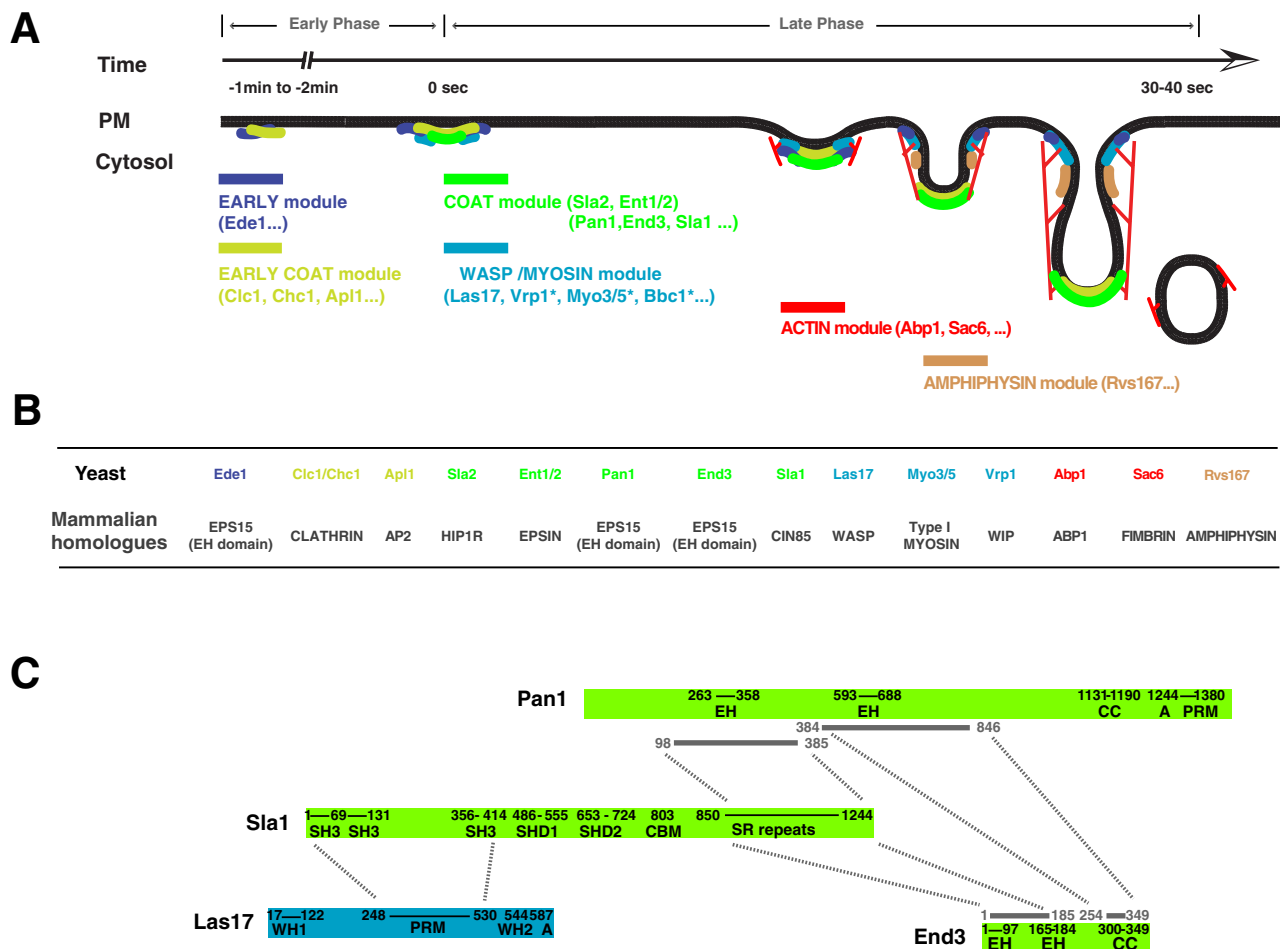 A
Early Phase
Late Phase
Time
-1min to -2min
0 sec
30-40 sec
PM
Cytosol
EARLY module
(Ede1...)
EARLY COAT module
(Clc1, Chc1, Apl1...)
COAT module (Sla2, Ent1/2)
(Pan1,End3, Sla1 ...)
WASP /MYOSIN module
(Las17, Vrp1*, Myo3/5*, Bbc1*...)
ACTIN module (Abp1, Sac6, ...)
AMPHIPHYSIN module (Rvs167...)
B
Yeast Ede1 Clc1/Chc1 Apl1 Sla2 Ent1/2 Pan1 End3 Sla1 Las17 Myo3/5 Vrp1 Abp1 Sac6 Rvs167
Mammalian homologues
EPS15 (EH domain)
CLATHRIN
AP2
HIP1R
EPSIN
EPS15 (EH domain)
EPS15 (EH domain)
CIN85
WASP
Type I MYOSIN
WIP
ABP1
FIMBRIN
AMPHIPHYSIN
C
Pan1
263 358 593 688 1131-1190 1244 1380
EH EH CC A PRM
384 846
98 385
Sla1
1 69 131 356- 414 486 - 555 653 - 724 803 850 1244
SH3 SH3 SH3 SHD1 SHD2 CBM SR repeats
Las17
17 122 248 530 544 587
WH1 PRM WH2 A
1 185 254 349
End3
1 97 165-184 300-349
EH EH CC